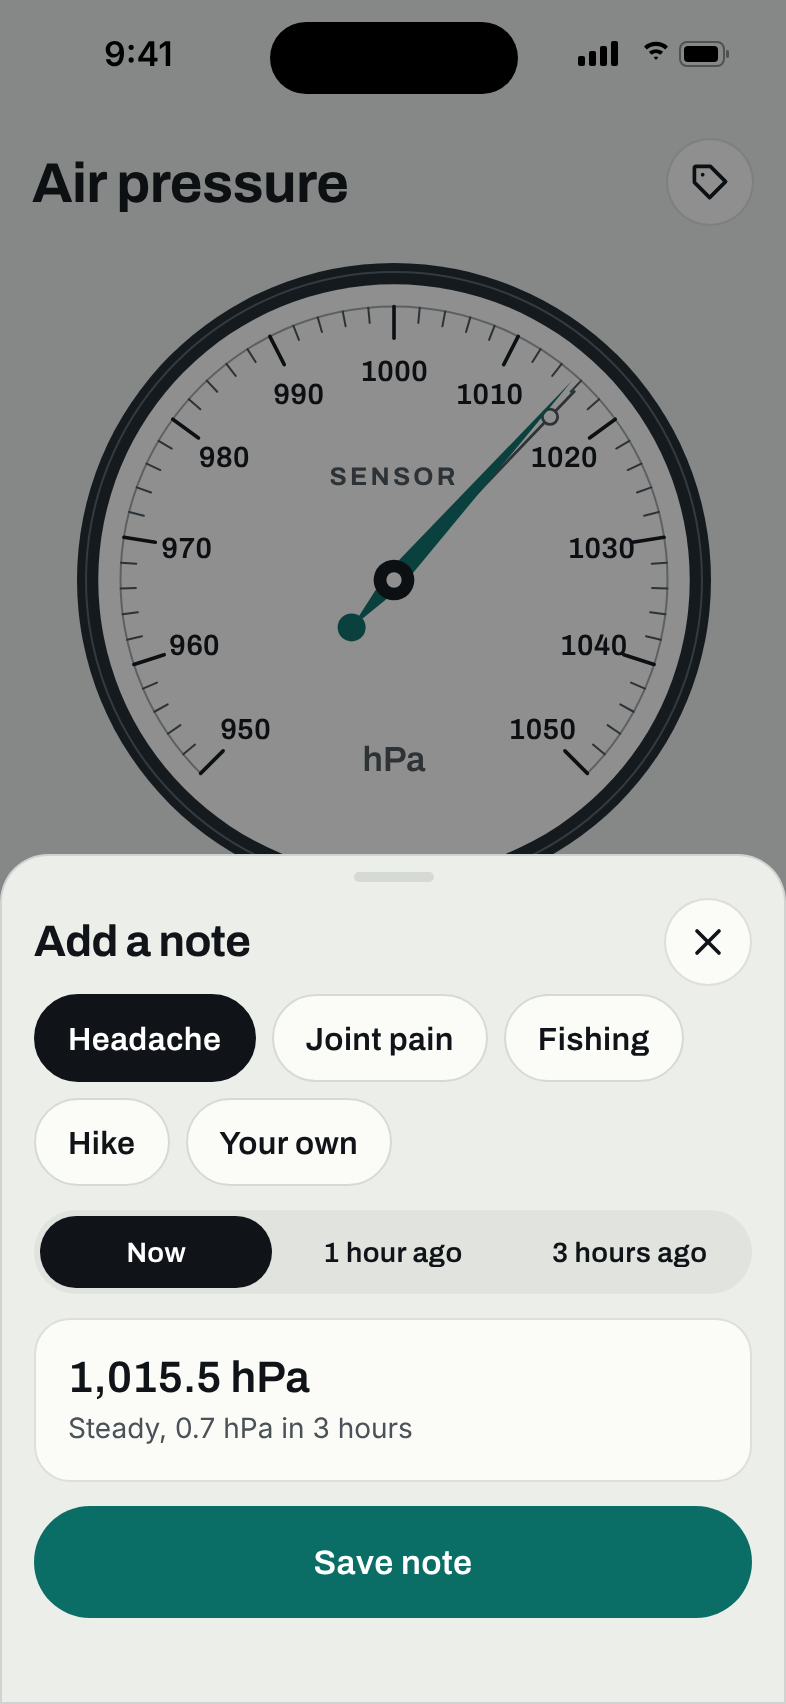 9:41
Air pressure
1000
990 1010
980 1020
SENSOR
970 1030
960 1040
950 1050
hPa
Add a note
Headache Joint pain Fishing
Hike Your own
Now 1 hour ago 3 hours ago
1,015.5 hPa
Steady, 0.7 hPa in 3 hours
Save note